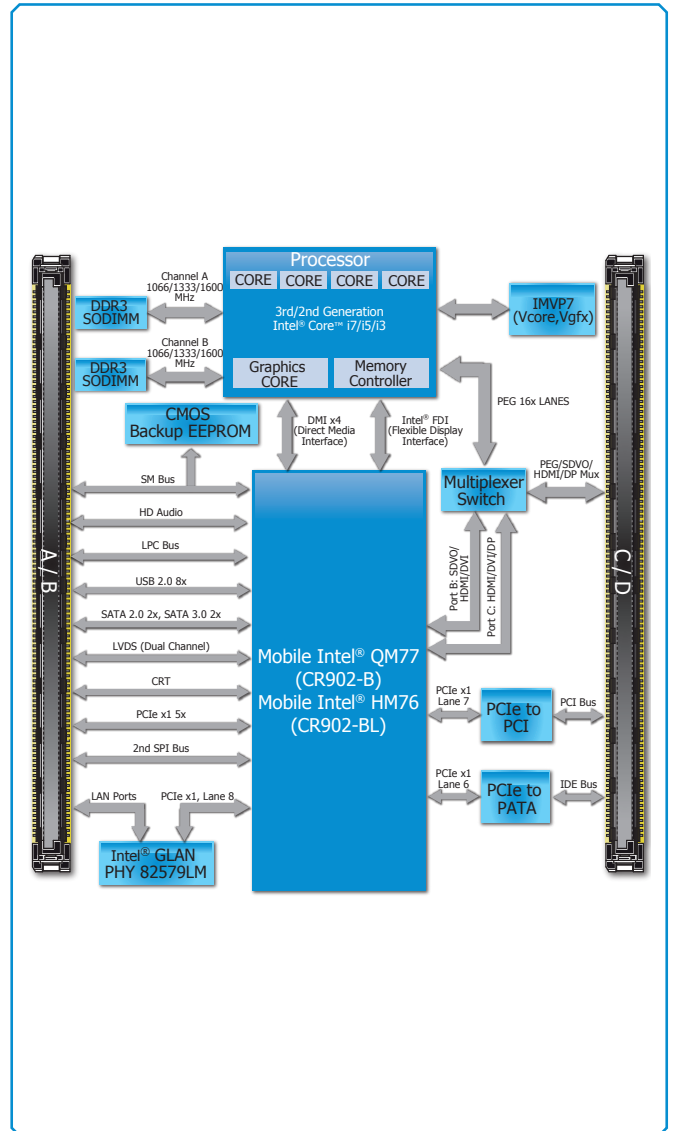 Processor
CORE CORE CORE CORE
3rd/2nd Generation
Intel® Core™ i7/i5/i3
Graphics
CORE
Memory
Controller
Channel A
1066/1333/1600
MHz
DDR3
SODIMM
Channel B
1066/1333/1600
MHz
DDR3
SODIMM
IMVP7
(Vcore,Vgfx)
PEG 16x LANES
CMOS
Backup EEPROM
DMI x4
(Direct Media
Interface)
Intel® FDI
(Flexible Display
Interface)
Multiplexer
Switch
PEG/SDVO/
HDMI/DP Mux
Port B: SDVO/
HDMI/DVI
Port C: HDMI/DVI/DP
A / B
C / D
SM Bus
HD Audio
LPC Bus
USB 2.0 8x
SATA 2.0 2x, SATA 3.0 2x
LVDS (Dual Channel)
CRT
PCIe x1 5x
2nd SPI Bus
LAN Ports
PCIe x1, Lane 8
Intel® GLAN
PHY 82579LM
Mobile Intel® QM77
(CR902-B)
Mobile Intel® HM76
(CR902-BL)
PCIe x1
Lane 7
PCIe to
PCI
PCI Bus
PCIe x1
Lane 6
PCIe to
PATA
IDE Bus